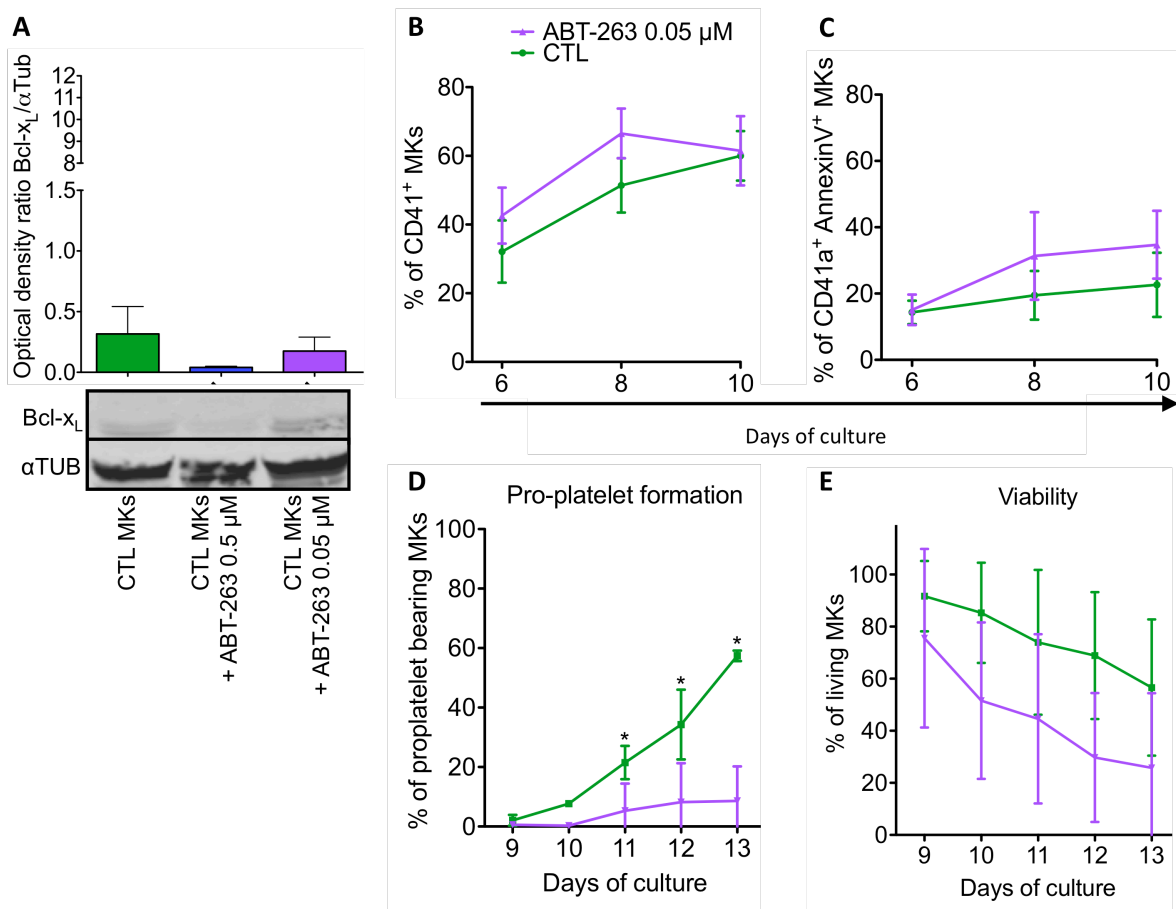 A
Optical density ratio Bcl-xL/αTub
12
11
10
9
8
1.5
1.0
0.5
0.0
Bcl-xL
αTUB
CTL MKs
CTL MKs
+ ABT-263 0.5 µM
CTL MKs
+ ABT-263 0.05 µM
B
ABT-263 0.05 µM
CTL
% of CD41+ MKs
80
60
40
20
0
6
8
10
C
% of CD41a+ AnnexinV+ MKs
80
60
40
20
0
6
8
10
Days of culture
D
Pro-platelet formation
% of proplatelet bearing MKs
100
80
60
40
20
0
*
*
*
9
10
11
12
13
Days of culture
E
Viability
% of living MKs
100
80
60
40
20
0
9
10
11
12
13
Days of culture